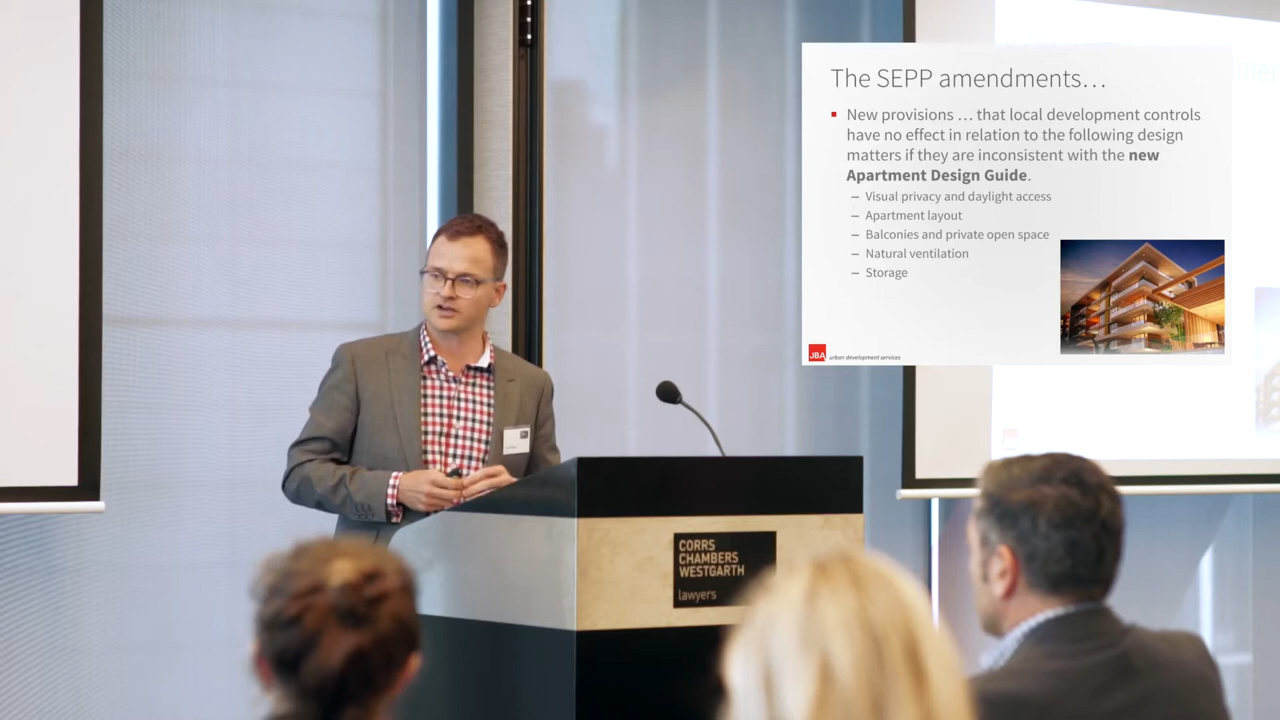 The SEPP amendments…
New provisions … that local development controls
have no effect in relation to the following design
matters if they are inconsistent with the new
Apartment Design Guide.
– Visual privacy and daylight access
– Apartment layout
– Balconies and private open space
– Natural ventilation
– Storage
JBA urban development services
CORRS
CHAMBERS
WESTGARTH
lawyers